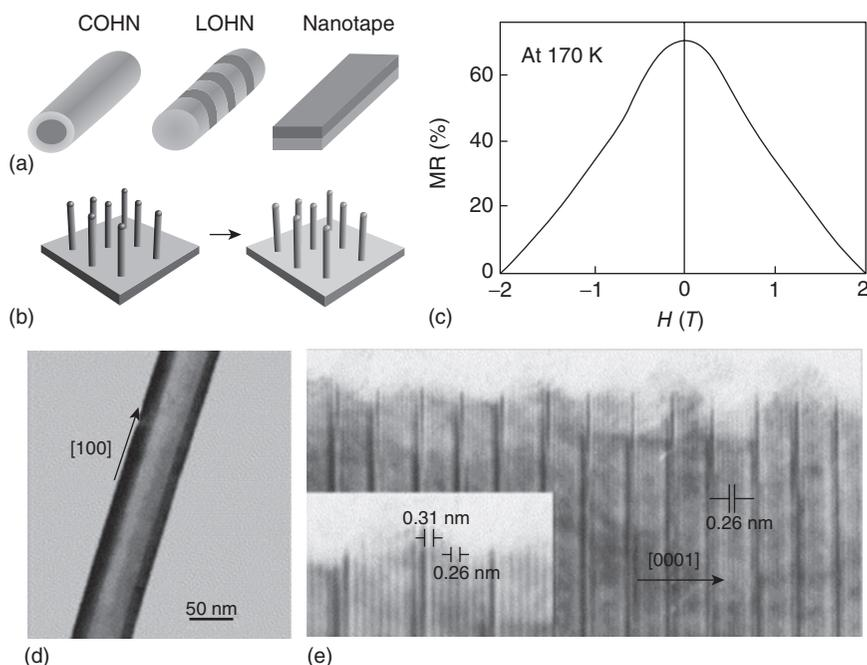 COHN LOHN Nanotape
(a)
(b)
At 170 K
MR (%)
60
40
20
0
−2 −1 0 1 2
H (T)
(c)
[100]
50 nm
(d)
0.31 nm
0.26 nm
0.26 nm
[0001]
(e)